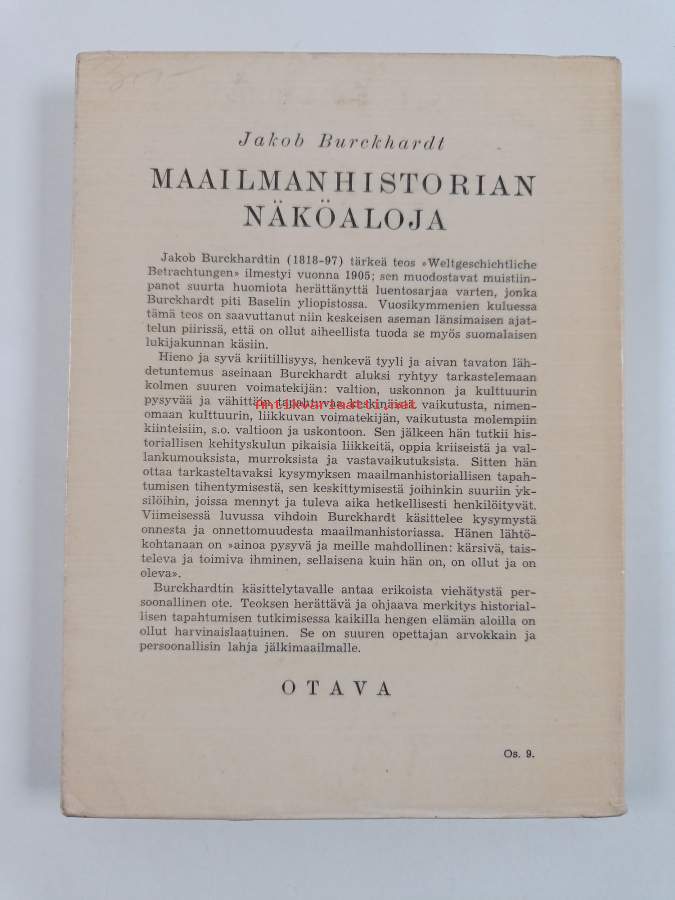 Jakob Burckhardt
MAAILMANHISTORIAN
NÄKÖALOJA
Jakob Burckhardtin (1818-97) tärkeä teos »Weltgeschichtliche
Betrachtungen» ilmestyi vuonna 1905; sen muodostavat muistiin-
panot suurta huomiota herättänyttä luentosarjaa varten, jonka
Burckhardt piti Baselin yliopistossa. Vuosikymmenien kuluessa
tämä teos on saavuttanut niin keskeisen aseman länsimaisen ajat-
telun piirissä, että on ollut aiheellista tuoda se myös suomalaisen
lukijakunnan käsiin.
Hieno ja syvä kriitillisyys, henkevä tyyli ja aivan tavaton läh-
detuntemus aseinaan Burckhardt aluksi ryhtyy tarkastelemaan
kolmen suuren voimatekijän: valtion, uskonnon ja kulttuurin
pysyvää ja vähittäin tapahtuvaa keskinäistä vaikutusta, nimen-
Antikvariaatti.net
omaan kulttuurin, liikkuvan voimatekijän, vaikutusta molempiin
kiinteisiin, s.o. valtioon ja uskontoon. Sen jälkeen hän tutkii his-
toriallisen kehityskulun pikaisia liikkeitä, oppia kriiseistä ja val-
lankumouksista, murroksista ja vastavaikutuksista. Sitten hän
ottaa tarkasteltavaksi kysymyksen maailmanhistoriallisen tapah-
tumisen tihentymisestä, sen keskittymisestä joihinkin suuriin yk-
silöihin, joissa mennyt ja tuleva aika hetkellisesti henkilöityvät.
Viimeisessä luvussa vihdoin Burckhardt käsittelee kysymystä
onnesta ja onnettomuudesta maailmanhistoriassa. Hänen lähtö-
kohtanaan on »ainoa pysyvä ja meille mahdollinen: kärsivä, tais-
televa ja toimiva ihminen, sellaisena kuin hän on, on ollut ja on
oleva».
Burckhardtin käsittelytavalle antaa erikoista viehätystä per-
soonallinen ote. Teoksen herättävä ja ohjaava merkitys historial-
lisen tapahtumisen tutkimisessa kaikilla hengen elämän aloilla on
ollut harvinaislaatuinen. Se on suuren opettajan arvokkain ja
persoonallisin lahja jälkimaailmalle.
OTAVA
Os. 9.